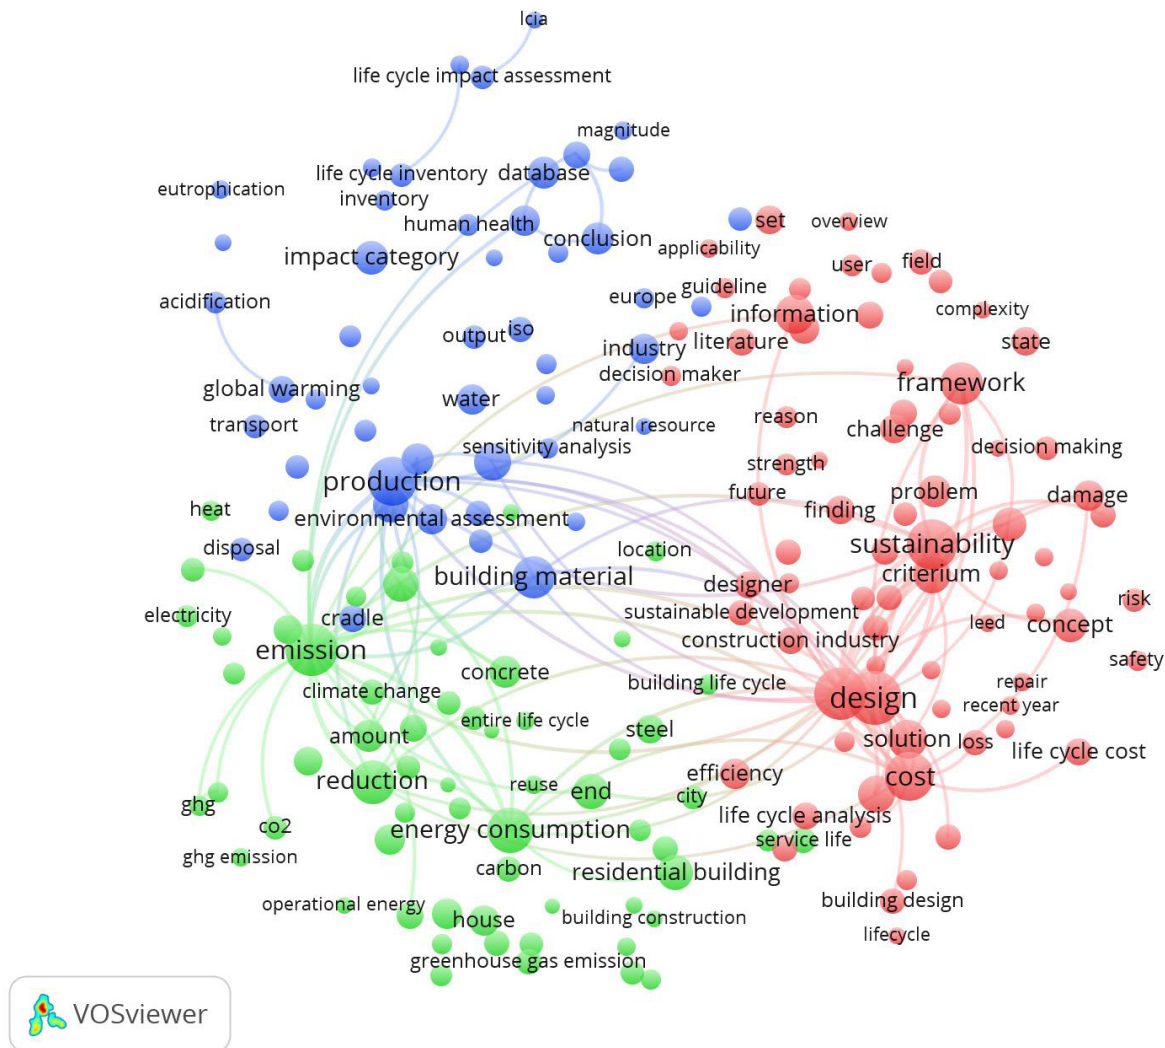 lcia
life cycle impact assessment
magnitude
life cycle inventory
database
eutrophication
inventory
human health
set
overview
conclusion
applicability
impact category
user
field
guideline
europe
acidification
information
complexity
output
iso
literature
state
industry
decision maker
framework
global warming
water
reason
transport
natural resource
challenge
sensitivity analysis
decision making
strength
production
future
problem
damage
heat
environmental assessment
finding
disposal
location
sustainability
building material
criterium
designer
risk
electricity
cradle
sustainable development
leed
concept
construction industry
emission
safety
concrete
building life cycle
repair
climate change
design
recent year
entire life cycle
steel
amount
solution
loss
life cycle cost
efficiency
reduction
reuse
end
city
cost
ghg
life cycle analysis
co2
energy consumption
service life
ghg emission
carbon
residential building
operational energy
building design
house
building construction
lifecycle
greenhouse gas emission
VOSviewer